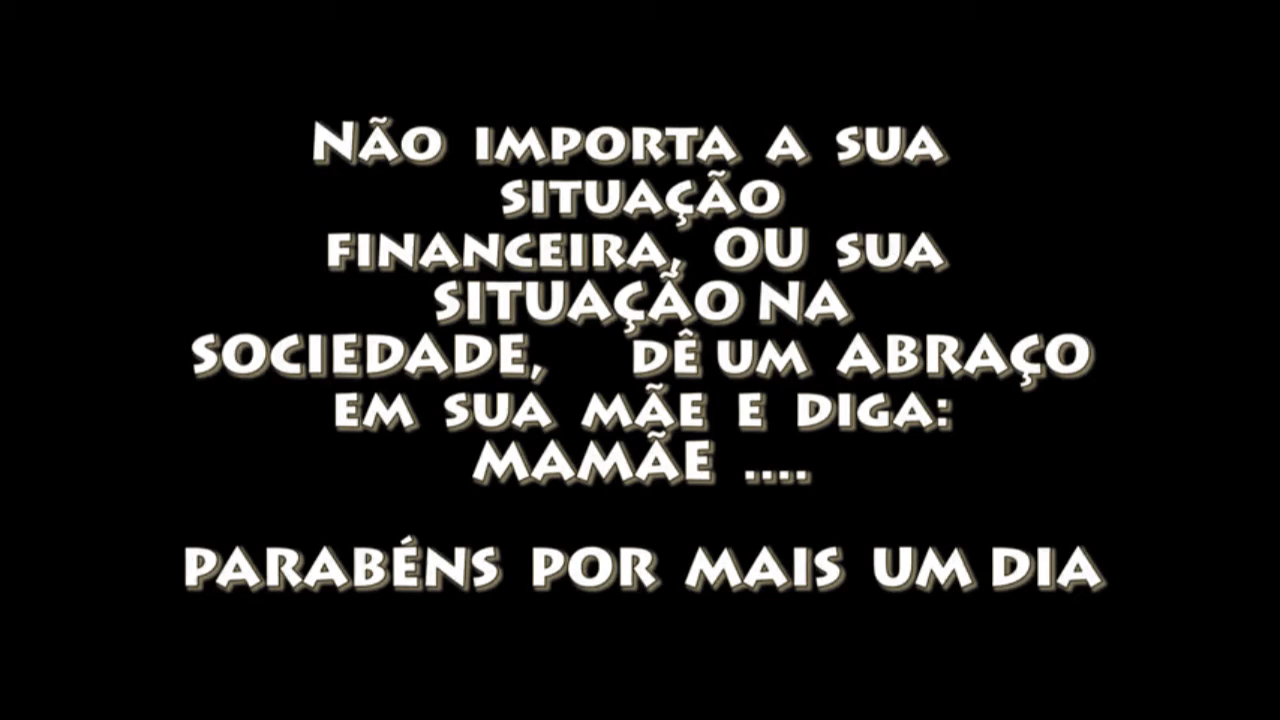 Não importa a sua
situação
financeira, OU sua
SITUAÇÃO NA
SOCIEDADE, dê um ABRAÇO
em sua mãe e diga:
MAMÃE ....
PARABÉNS POR MAIS UM DIA